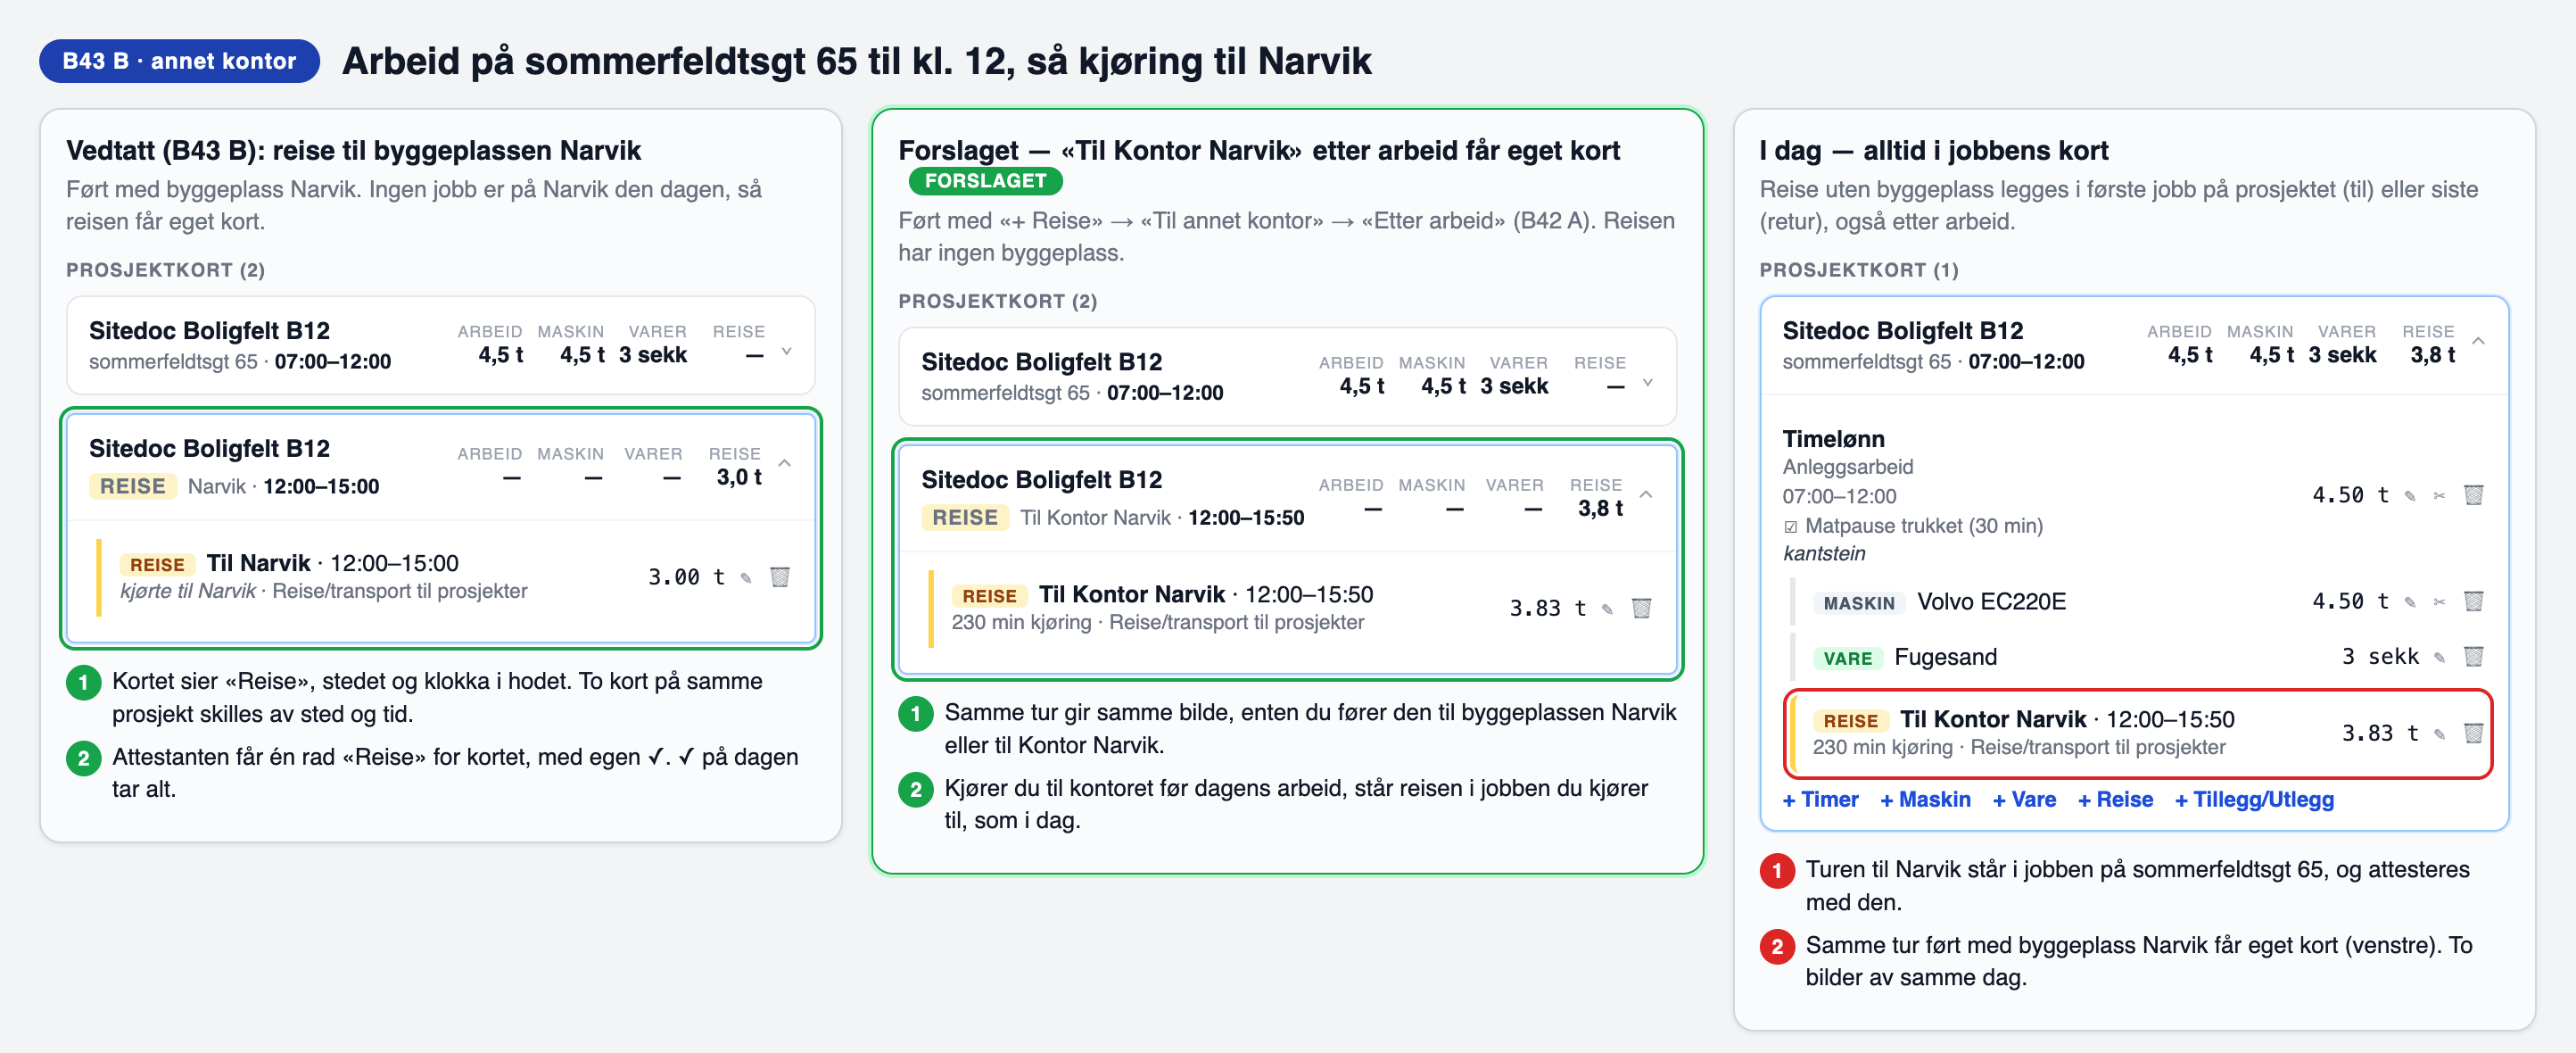 B43 B · annet kontor
Arbeid på sommerfeldtsgt 65 til kl. 12, så kjøring til Narvik
Vedtatt (B43 B): reise til byggeplassen Narvik
Ført med byggeplass Narvik. Ingen jobb er på Narvik den dagen, så
reisen får eget kort.
PROSJEKTKORT (2)
Sitedoc Boligfelt B12
sommerfeldtsgt 65 · 07:00–12:00
ARBEID MASKIN VARER REISE
4,5 t 4,5 t 3 sekk —
Sitedoc Boligfelt B12
REISE Narvik · 12:00–15:00
ARBEID MASKIN VARER REISE
— — — 3,0 t
REISE Til Narvik · 12:00–15:00
kjørte til Narvik · Reise/transport til prosjekter
3.00 t ✎ 🗑
1 Kortet sier «Reise», stedet og klokka i hodet. To kort på samme
prosjekt skilles av sted og tid.
2 Attestanten får én rad «Reise» for kortet, med egen ✓. ✓ på dagen
tar alt.
Forslaget — «Til Kontor Narvik» etter arbeid får eget kort
FORSLAGET
Ført med «+ Reise» → «Til annet kontor» → «Etter arbeid» (B42 A). Reisen
har ingen byggeplass.
PROSJEKTKORT (2)
Sitedoc Boligfelt B12
sommerfeldtsgt 65 · 07:00–12:00
ARBEID MASKIN VARER REISE
4,5 t 4,5 t 3 sekk —
Sitedoc Boligfelt B12
REISE Til Kontor Narvik · 12:00–15:50
ARBEID MASKIN VARER REISE
— — — 3,8 t
REISE Til Kontor Narvik · 12:00–15:50
230 min kjøring · Reise/transport til prosjekter
3.83 t ✎ 🗑
1 Samme tur gir samme bilde, enten du fører den til byggeplassen Narvik
eller til Kontor Narvik.
2 Kjører du til kontoret før dagens arbeid, står reisen i jobben du kjører
til, som i dag.
I dag — alltid i jobbens kort
Reise uten byggeplass legges i første jobb på prosjektet (til) eller siste
(retur), også etter arbeid.
PROSJEKTKORT (1)
Sitedoc Boligfelt B12
sommerfeldtsgt 65 · 07:00–12:00
ARBEID MASKIN VARER REISE
4,5 t 4,5 t 3 sekk 3,8 t
Timelønn
Anleggsarbeid
07:00–12:00
☑ Matpause trukket (30 min)
kantstein
4.50 t ✎ ✂ 🗑
MASKIN Volvo EC220E 4.50 t ✎ ✂ 🗑
VARE Fugesand 3 sekk ✎ 🗑
REISE Til Kontor Narvik · 12:00–15:50
230 min kjøring · Reise/transport til prosjekter
3.83 t ✎ 🗑
+ Timer + Maskin + Vare + Reise + Tillegg/Utlegg
1 Turen til Narvik står i jobben på sommerfeldtsgt 65, og attesteres
med den.
2 Samme tur ført med byggeplass Narvik får eget kort (venstre). To
bilder av samme dag.